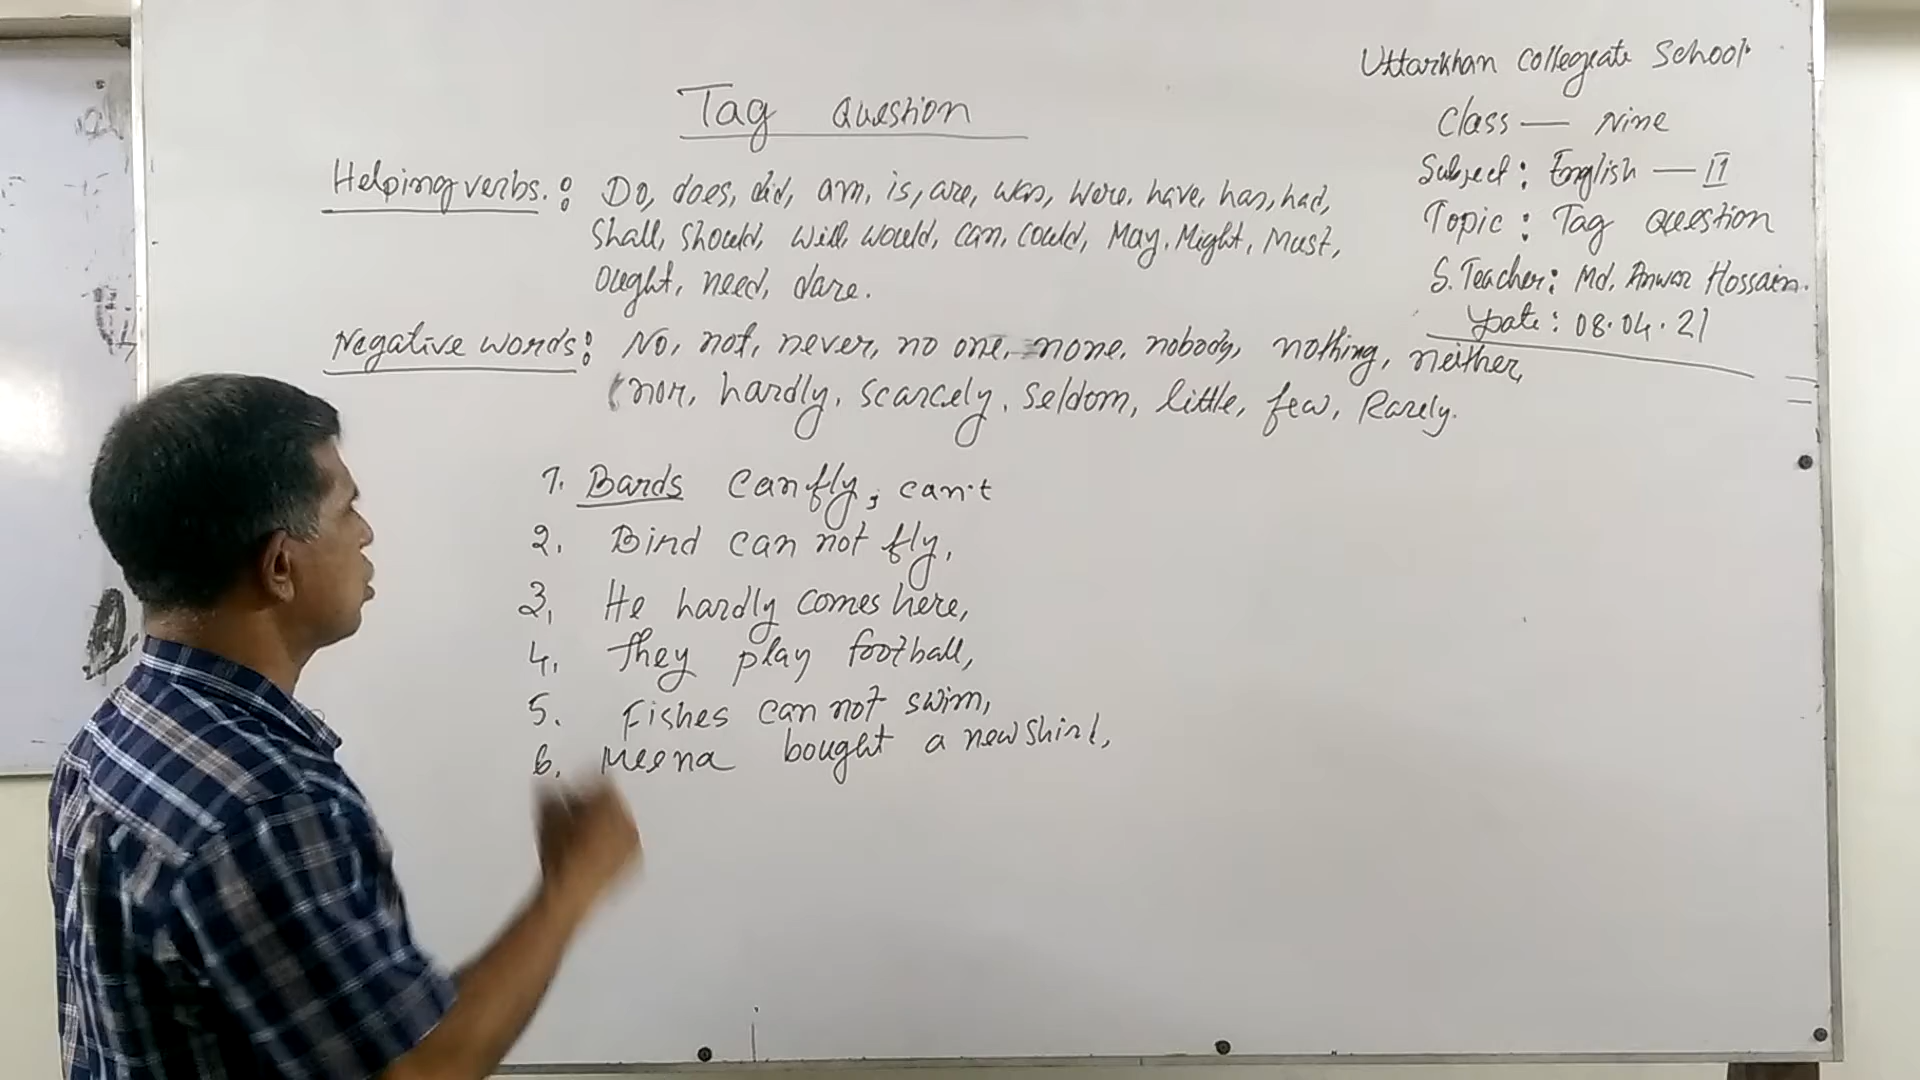 Uttarkhan Collegeate School
Class — Nine
Subject: English — II
Topic: Tag Question
S. Teacher: Md. Anwar Hossain.
Date: 08.04.21
Tag Question
Helping verbs.: Do, does, did, am, is, are, was, were, have, has, had,
Shall, Should, will, would, can, could, May, Might, Must,
Ought, need, dare.
Negative words: No, not, never, no one, none, nobody, nothing, neither,
nor, hardly, scarcely, seldom, little, few, Rarely.
1. Bards can fly, can't
2. Bird can not fly,
3. He hardly comes here,
4. They play football,
5. Fishes can not swim,
6. Meena bought a new shirt,